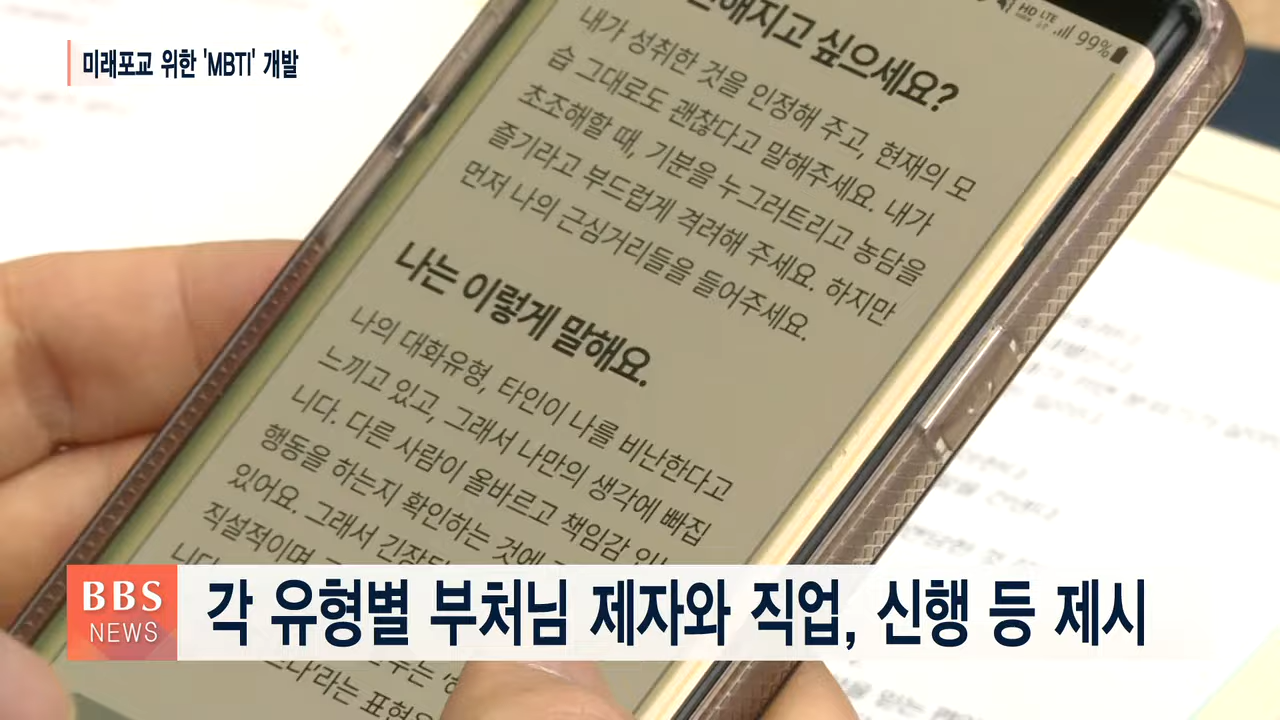 미래포교 위한 'MBTI' 개발
HD LTE 99%
해지고 싶으세요?
내가 성취한 것을 인정해 주고, 현재의 모
습 그대로도 괜찮다고 말해주세요. 내가
초조해할 때, 기분을 누그러트리고 농담을
즐기라고 부드럽게 격려해 주세요. 하지만
먼저 나의 근심거리들을 들어주세요.
나는 이렇게 말해요.
나의 대화유형, 타인이 나를 비난한다고
느끼고 있고, 그래서 나만의 생각에 빠집
니다. 다른 사람이 올바르고 책임감
행동을 하는지 확인하는 것에
있어요. 그래서
직설적이며
니다
라는
BBS
NEWS
각 유형별 부처님 제자와 직업, 신행 등 제시